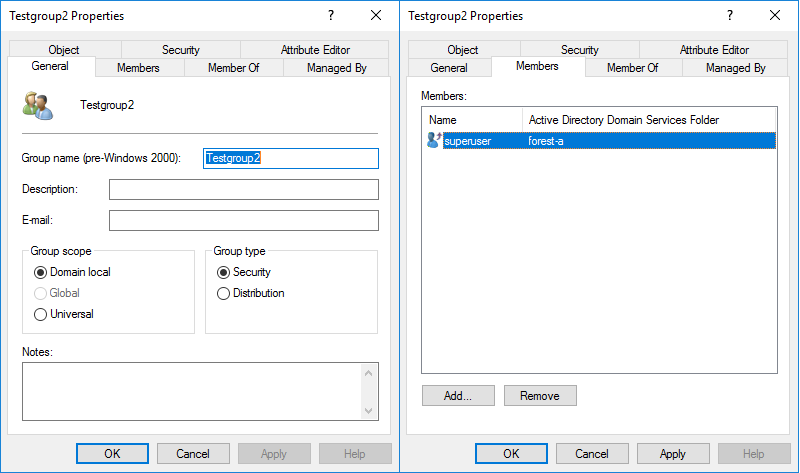 Testgroup2 Properties
?
Object Security Attribute Editor
General Members Member Of Managed By
Testgroup2
Group name (pre-Windows 2000): Testgroup2
Description:
E-mail:
Group scope
Domain local
Global
Universal
Group type
Security
Distribution
Notes:
OK Cancel Apply Help
Testgroup2 Properties
?
Object Security Attribute Editor
General Members Member Of Managed By
Members:
Name Active Directory Domain Services Folder
superuser forest-a
Add... Remove
OK Cancel Apply Help